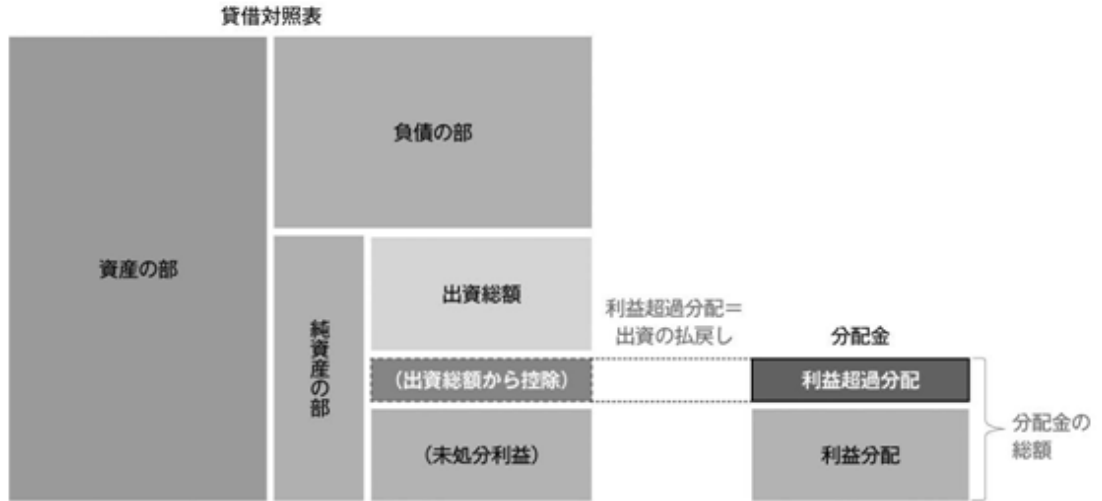 貸借対照表
資産の部
負債の部
純資産の部
出資総額
(出資総額から控除)
(未処分利益)
利益超過分配=
出資の払戻し
分配金
利益超過分配
利益分配
分配金の
総額